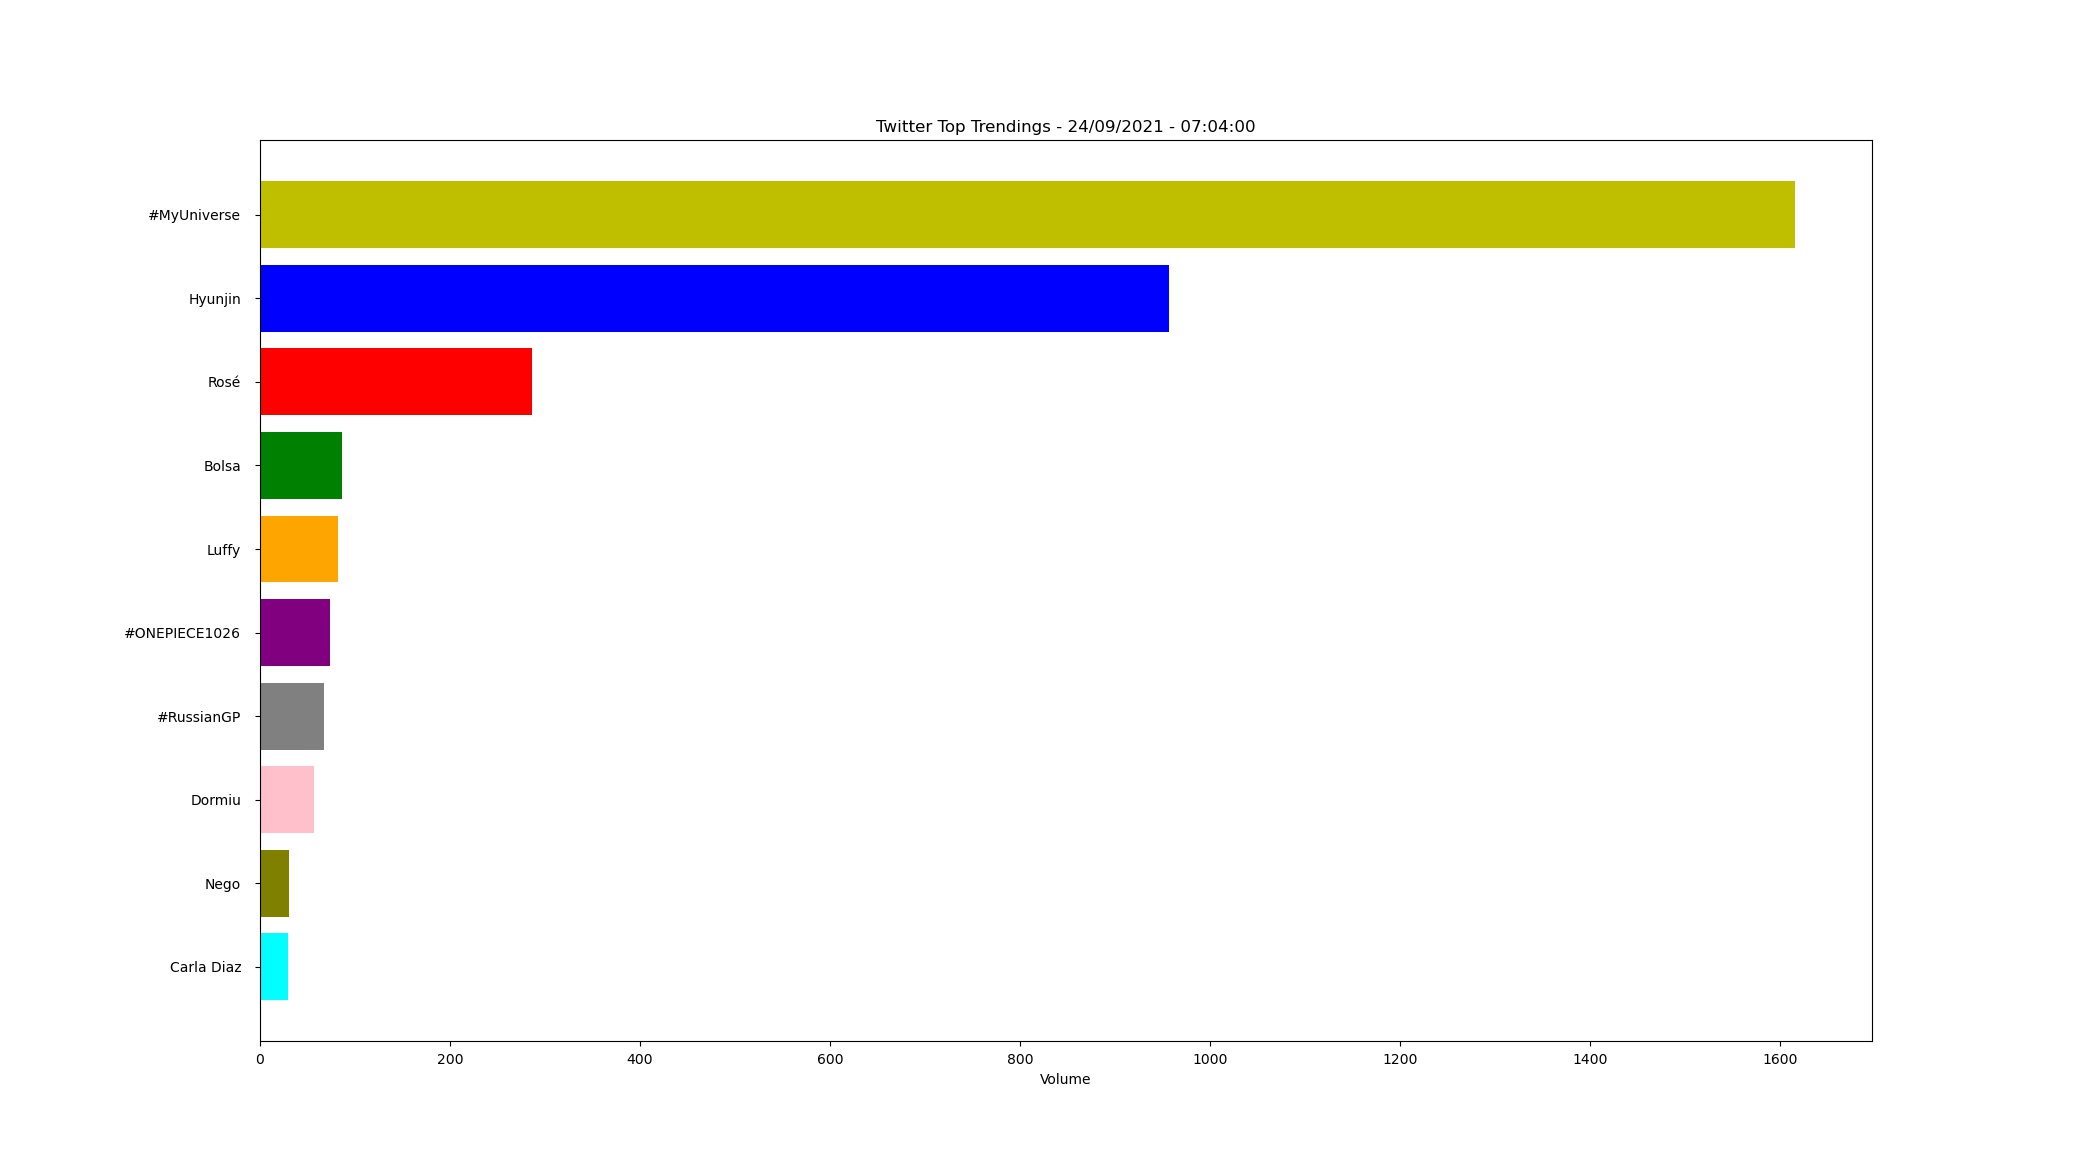 Twitter Top Trendings - 24/09/2021 - 07:04:00
#MyUniverse
Hyunjin
Rosé
Bolsa
Luffy
#ONEPIECE1026
#RussianGP
Dormiu
Nego
Carla Diaz
0 200 400 600 800 1000 1200 1400 1600
Volume